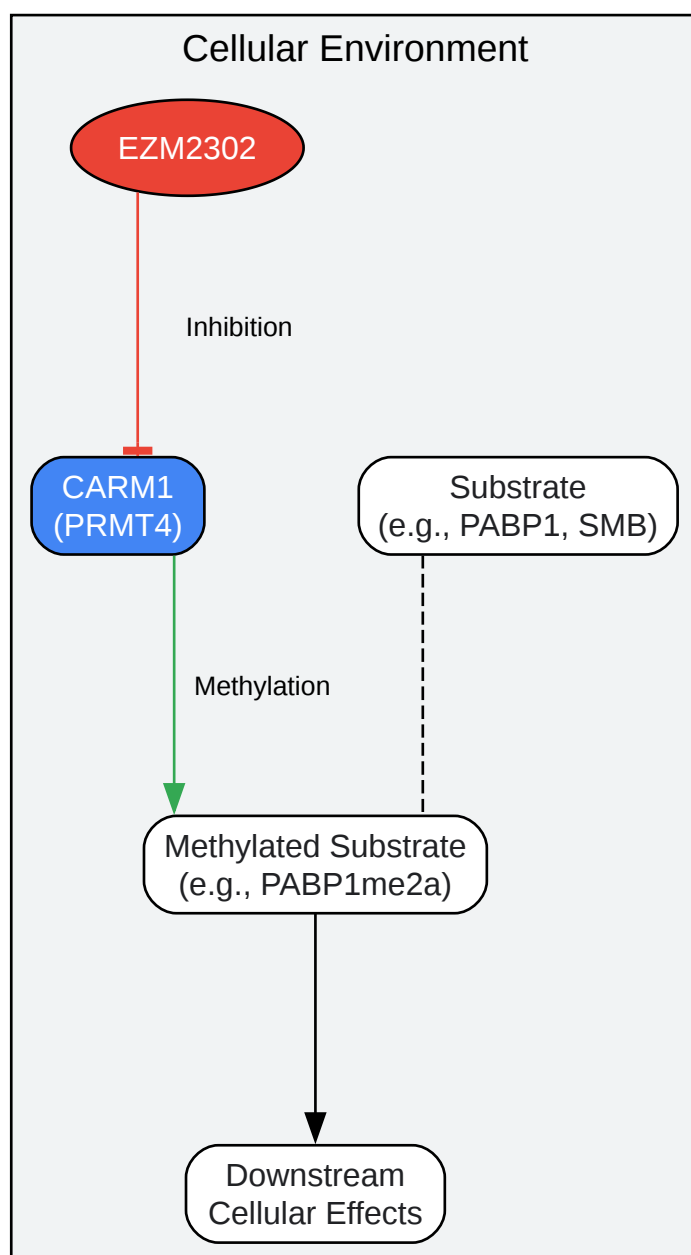 Cellular Environment
EZM2302
Inhibition
CARM1
(PRMT4)
Substrate
(e.g., PABP1, SMB)
Methylation
Methylated Substrate
(e.g., PABP1me2a)
Downstream
Cellular Effects